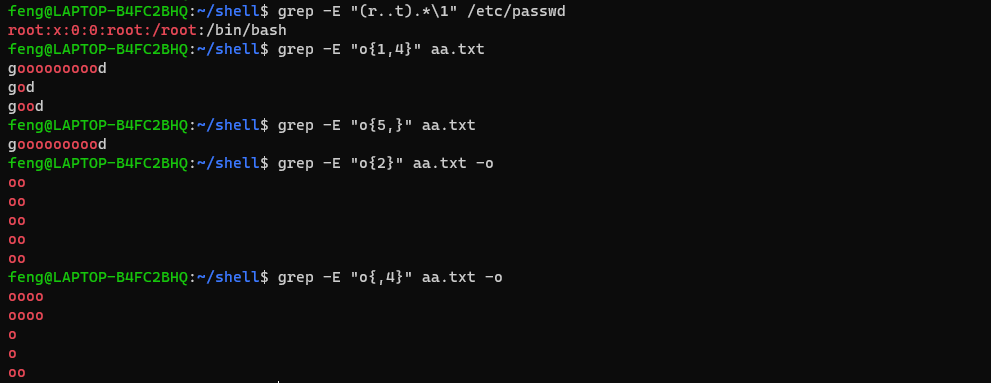 feng@LAPTOP-B4FC2BHQ:~/shell$ grep -E "(r..t).*\1" /etc/passwd
root:x:0:0:root:/root:/bin/bash
feng@LAPTOP-B4FC2BHQ:~/shell$ grep -E "o{1,4}" aa.txt
goooooooood
god
good
feng@LAPTOP-B4FC2BHQ:~/shell$ grep -E "o{5,}" aa.txt
goooooooood
feng@LAPTOP-B4FC2BHQ:~/shell$ grep -E "o{2}" aa.txt -o
oo
oo
oo
oo
oo
feng@LAPTOP-B4FC2BHQ:~/shell$ grep -E "o{,4}" aa.txt -o
oooo
oooo
o
o
oo